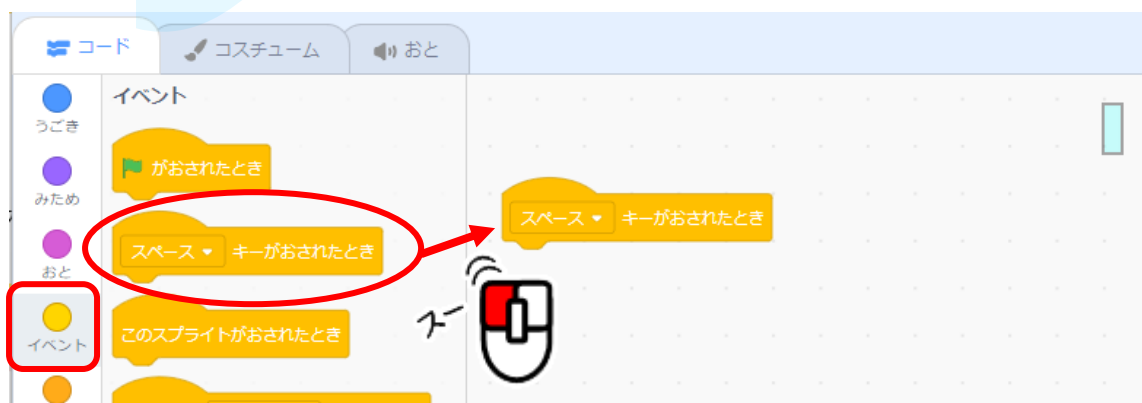 コード
コスチューム
おと
うごき
みため
おと
イベント
イベント
がおされたとき
スペース キーがおされたとき
このスプライトがおされたとき
スペース キーがおされたとき
スー